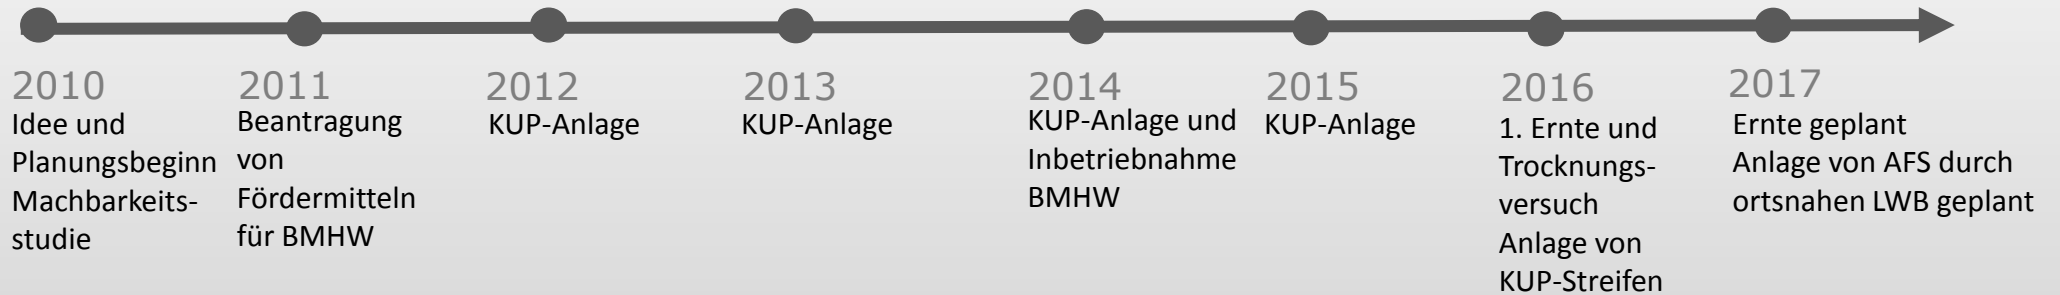 2010
Idee und
Planungsbeginn
Machbarkeits-
studie
2011
Beantragung
von
Fördermitteln
für BMHW
2012
KUP-Anlage
2013
KUP-Anlage
2014
KUP-Anlage und
Inbetriebnahme
BMHW
2015
KUP-Anlage
2016
1. Ernte und
Trocknungs-
versuch
Anlage von
KUP-Streifen
2017
Ernte geplant
Anlage von AFS durch
ortsnahen LWB geplant